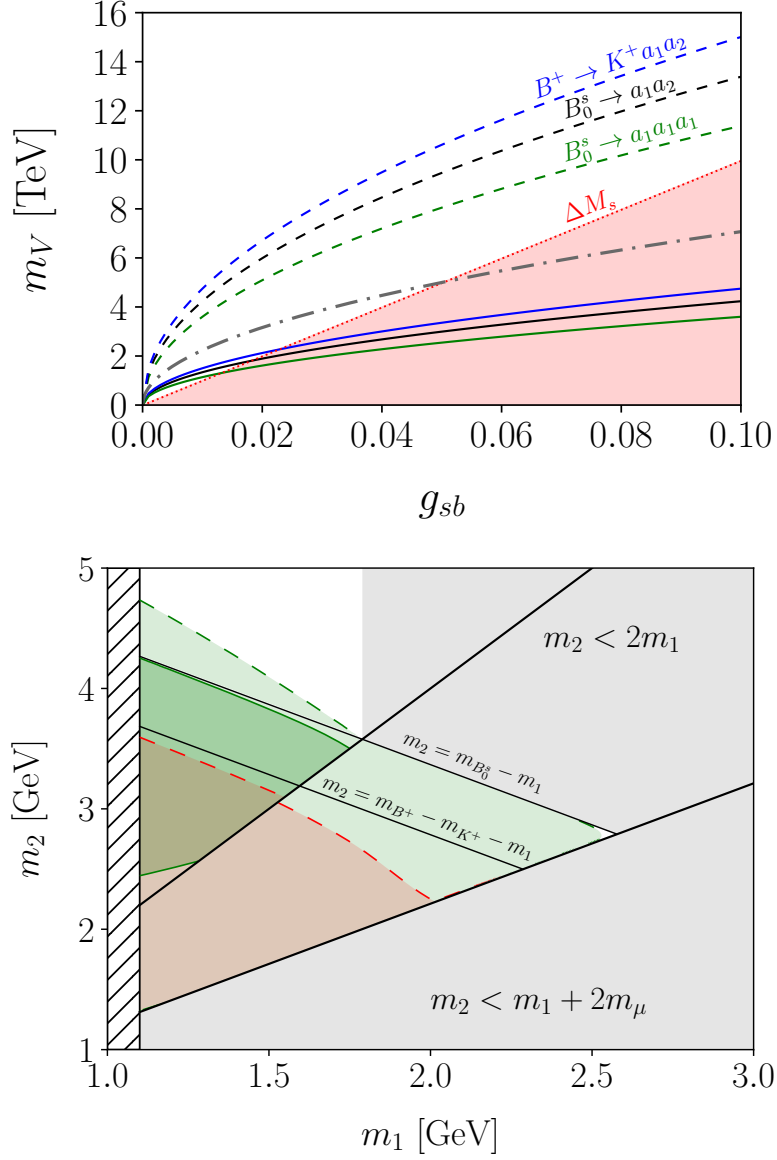 16
14
12
10
8
6
4
2
0
m_V [TeV]
B^+ → K^+ a_1 a_2
B_0^s → a_1 a_2
B_0^s → a_1 a_1 a_1
ΔM_s
0.00 0.02 0.04 0.06 0.08 0.10
g_{sb}
5
4
3
2
1
m_2 [GeV]
m_2 < 2m_1
m_2 = m_{B_0^s} − m_1
m_2 = m_{B^+} − m_{K^+} − m_1
m_2 < m_1 + 2m_μ
1.0 1.5 2.0 2.5 3.0
m_1 [GeV]